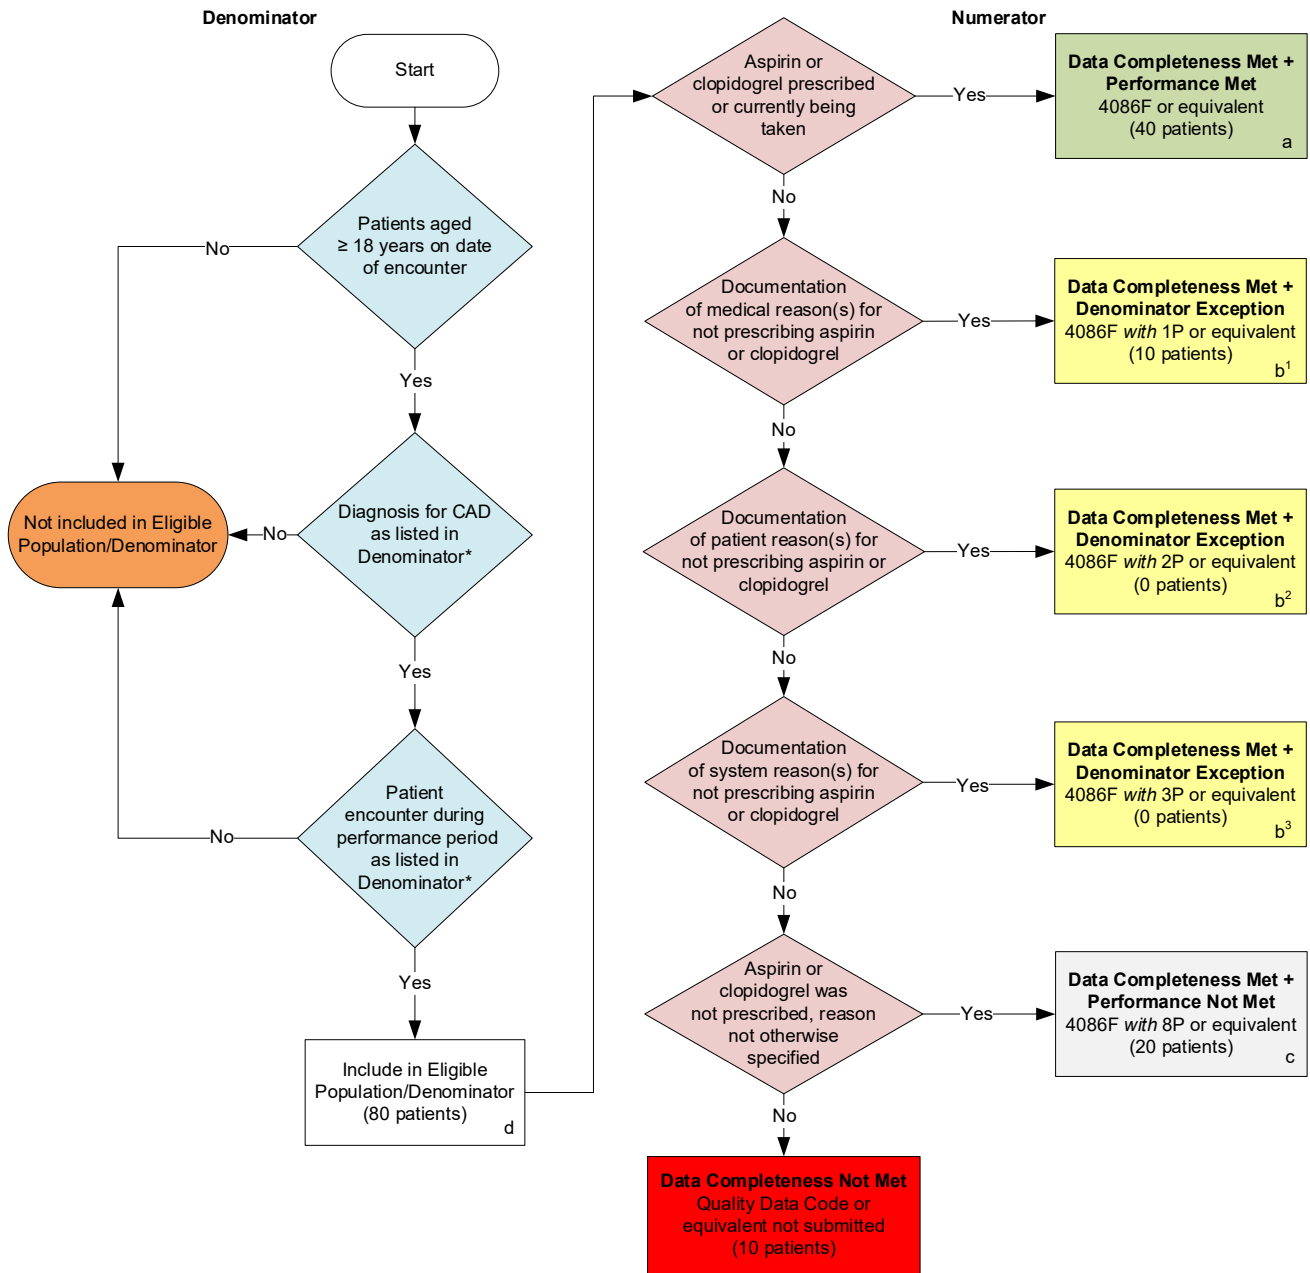 Denominator
Start
Patients aged
≥ 18 years on date
of encounter
No
Yes
Diagnosis for CAD
as listed in
Denominator*
No
Not included in Eligible
Population/Denominator
Yes
Patient
encounter during
performance period
as listed in
Denominator*
No
Yes
Include in Eligible
Population/Denominator
(80 patients)
d
Numerator
Aspirin or
clopidogrel prescribed
or currently being
taken
Yes
Data Completeness Met +
Performance Met
4086F or equivalent
(40 patients)
a
No
Documentation
of medical reason(s) for
not prescribing aspirin
or clopidogrel
Yes
Data Completeness Met +
Denominator Exception
4086F with 1P or equivalent
(10 patients)
b¹
No
Documentation
of patient reason(s) for
not prescribing aspirin or
clopidogrel
Yes
Data Completeness Met +
Denominator Exception
4086F with 2P or equivalent
(0 patients)
b²
No
Documentation
of system reason(s) for
not prescribing aspirin
or clopidogrel
Yes
Data Completeness Met +
Denominator Exception
4086F with 3P or equivalent
(0 patients)
b³
No
Aspirin or
clopidogrel was
not prescribed, reason
not otherwise
specified
Yes
Data Completeness Met +
Performance Not Met
4086F with 8P or equivalent
(20 patients)
c
No
Data Completeness Not Met
Quality Data Code or
equivalent not submitted
(10 patients)